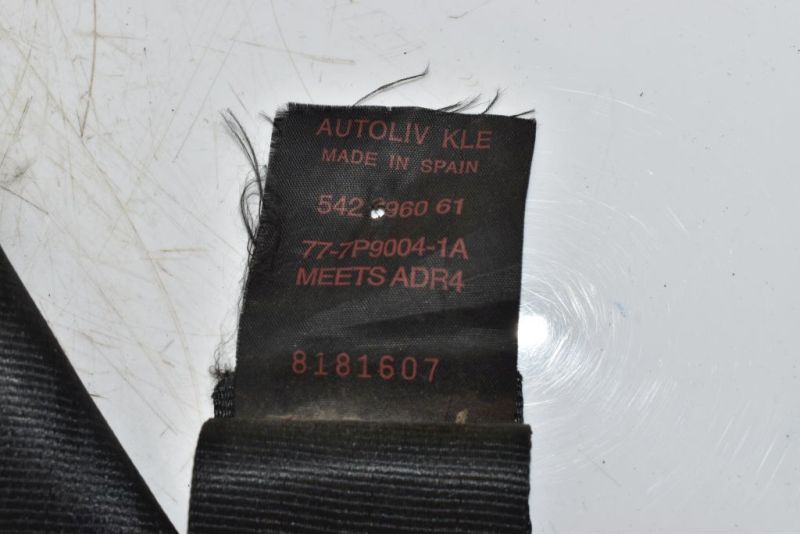 AUTOLIV KLE
MADE IN SPAIN
542 960 61
77-7P9004-1A
MEETS ADR4
8181607